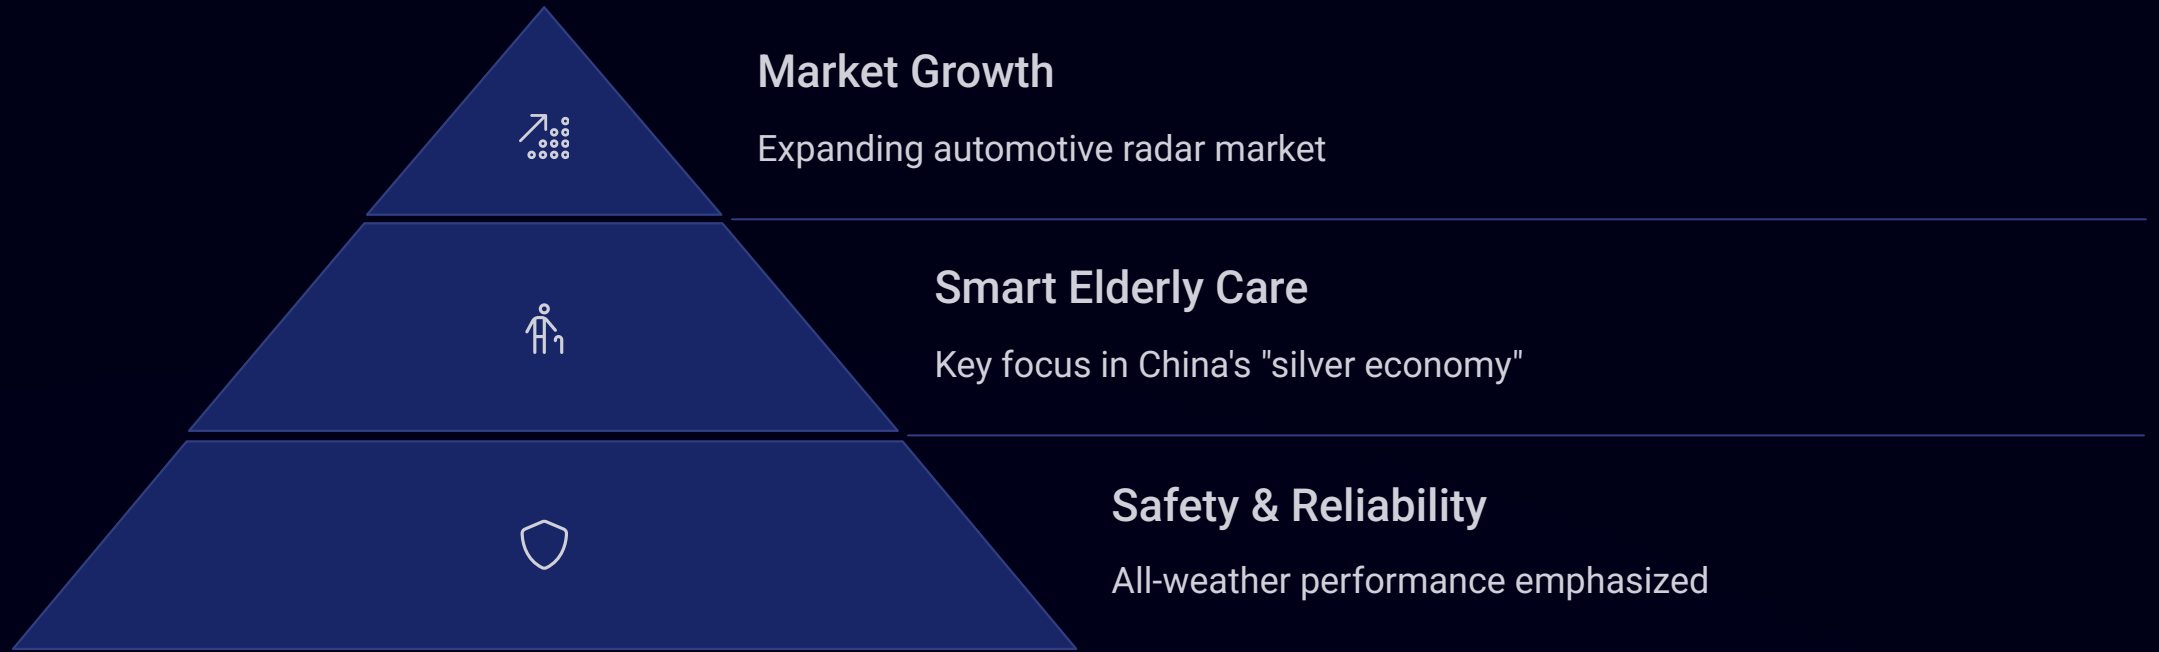 Market Growth
Expanding automotive radar market
Smart Elderly Care
Key focus in China's "silver economy"
Safety & Reliability
All-weather performance emphasized